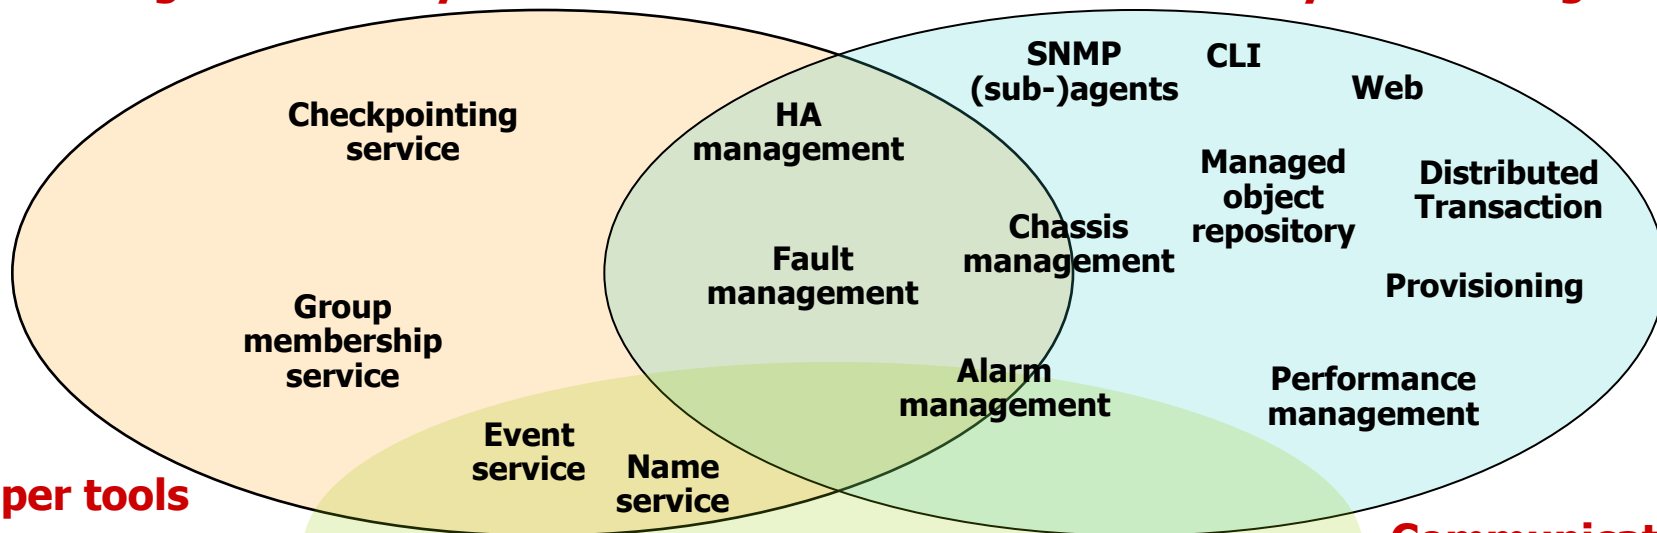 Checkpointing
service
HA
management
SNMP
(sub-)agents
CLI
Web
Managed
object
repository
Distributed
Transaction
Chassis
management
Fault
management
Provisioning
Group
membership
service
Alarm
management
Performance
management
Event
service
Name
service
per tools